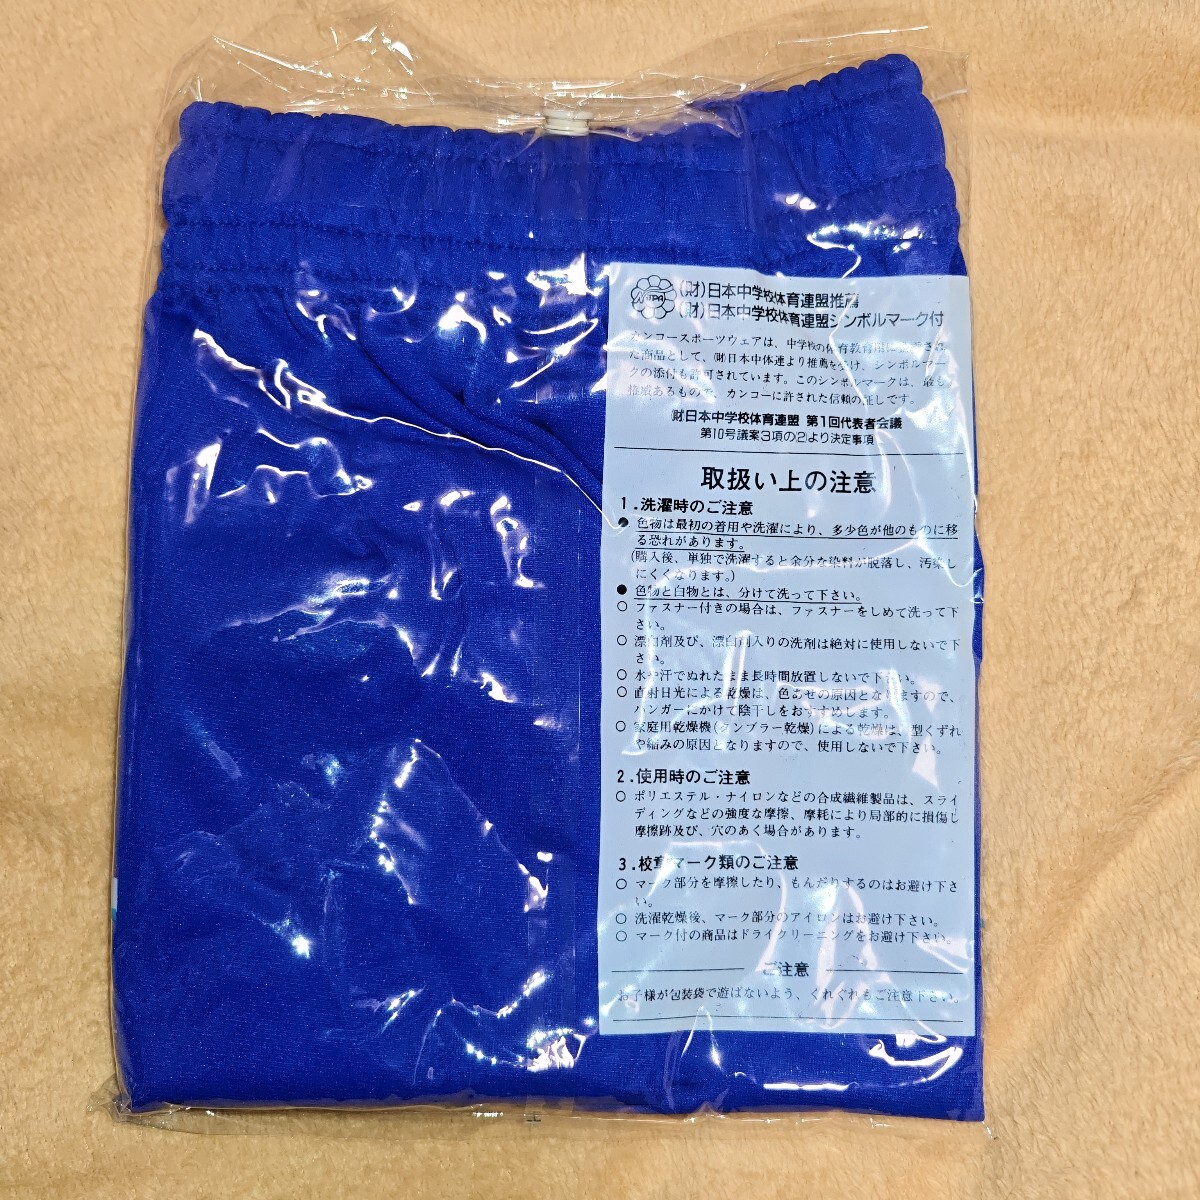 (財)日本中学校体育連盟推薦
(財)日本中学校体育連盟シンボルマーク付
カンコースポーツウェアは、中学校の体育教育
た商品として、(財)日本中体連より推薦を受け、シンボルマー
クの添付も許可されています。このシンボルマークは、最も
権威あるもので、カンコーに許された信頼の証しです。
財日本中学校体育連盟 第1回代表者会議
第10号議案3項の(2)より決定事項
取扱い上の注意
1.洗濯時のご注意
● 色物は最初の着用や洗濯により、多少色が他のものに移
る恐れがあります。
(購入後、単独で洗濯すると余分な染料が脱落し、汚染し
にくくなります。)
● 色物と白物とは、分けて洗って下さい。
○ ファスナー付きの場合は、ファスナーをしめて洗って下
さい。
○ 漂白剤及び、漂白剤入りの洗剤は絶対に使用しないで下
さい。
○ 水や汗でぬれたまま長時間放置しないで下さい。
○ 直射日光による乾燥は、色あせの原因となりますので、
ハンガーにかけて陰干しをおすすめします。
○ 家庭用乾燥機(タンブラー乾燥)による乾燥は、型くずれ
や縮みの原因となりますので、使用しないで下さい。
2.使用時のご注意
○ ポリエステル・ナイロンなどの合成繊維製品は、スライ
ディングなどの強度な摩擦、摩耗により局部的に損傷し
摩擦跡及び、穴のあく場合があります。
3.校章マーク類のご注意
○ マーク部分を摩擦したり、もんだりするのはお避け下さ
い。
○ 洗濯乾燥後、マーク部分のアイロンはお避け下さい。
○ マーク付の商品はドライクリーニングをお避け下さい。
ご注意
お子様が包装袋で遊ばないよう、くれぐれもご注意下さい。